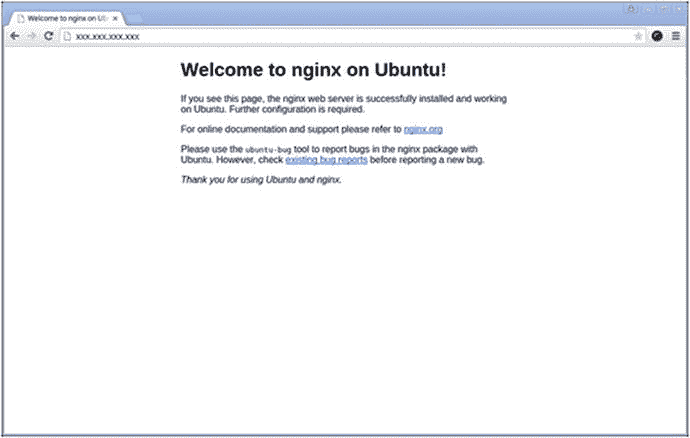 Welcome to nginx on Ub
xxx.xxx.xxx.xxx
Welcome to nginx on Ubuntu!
If you see this page, the nginx web server is successfully installed and working
on Ubuntu. Further configuration is required.
For online documentation and support please refer to nginx.org
Please use the ubuntu-bug tool to report bugs in the nginx package with
Ubuntu. However, check existing bug reports before reporting a new bug.
Thank you for using Ubuntu and nginx.